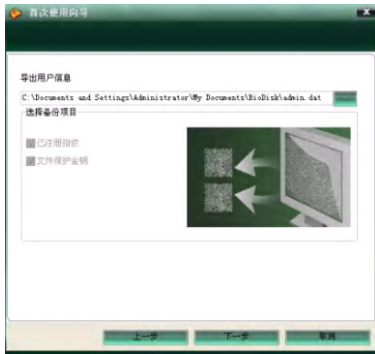 首次使用向导
导出用户信息
C:\Documents and Settings\Administrator\My Documents\BioDisk\admin.dat
选择备份项目
已注册指纹
文件保护金钥
上一步
下一步
取消